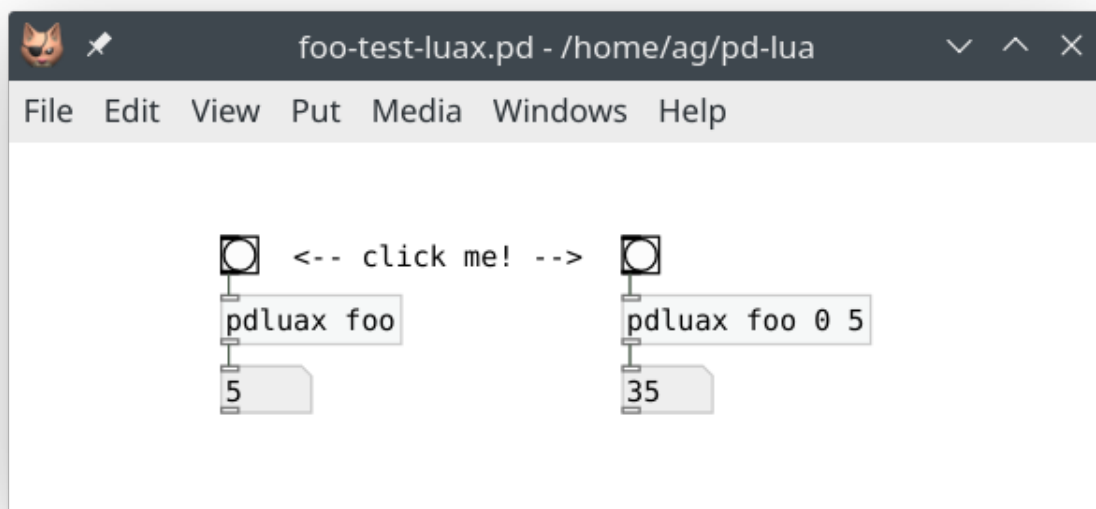 foo-test-luax.pd - /home/ag/pd-lua
File Edit View Put Media Windows Help
<-- click me! -->
pdluax foo pdluax foo 0 5
5 35